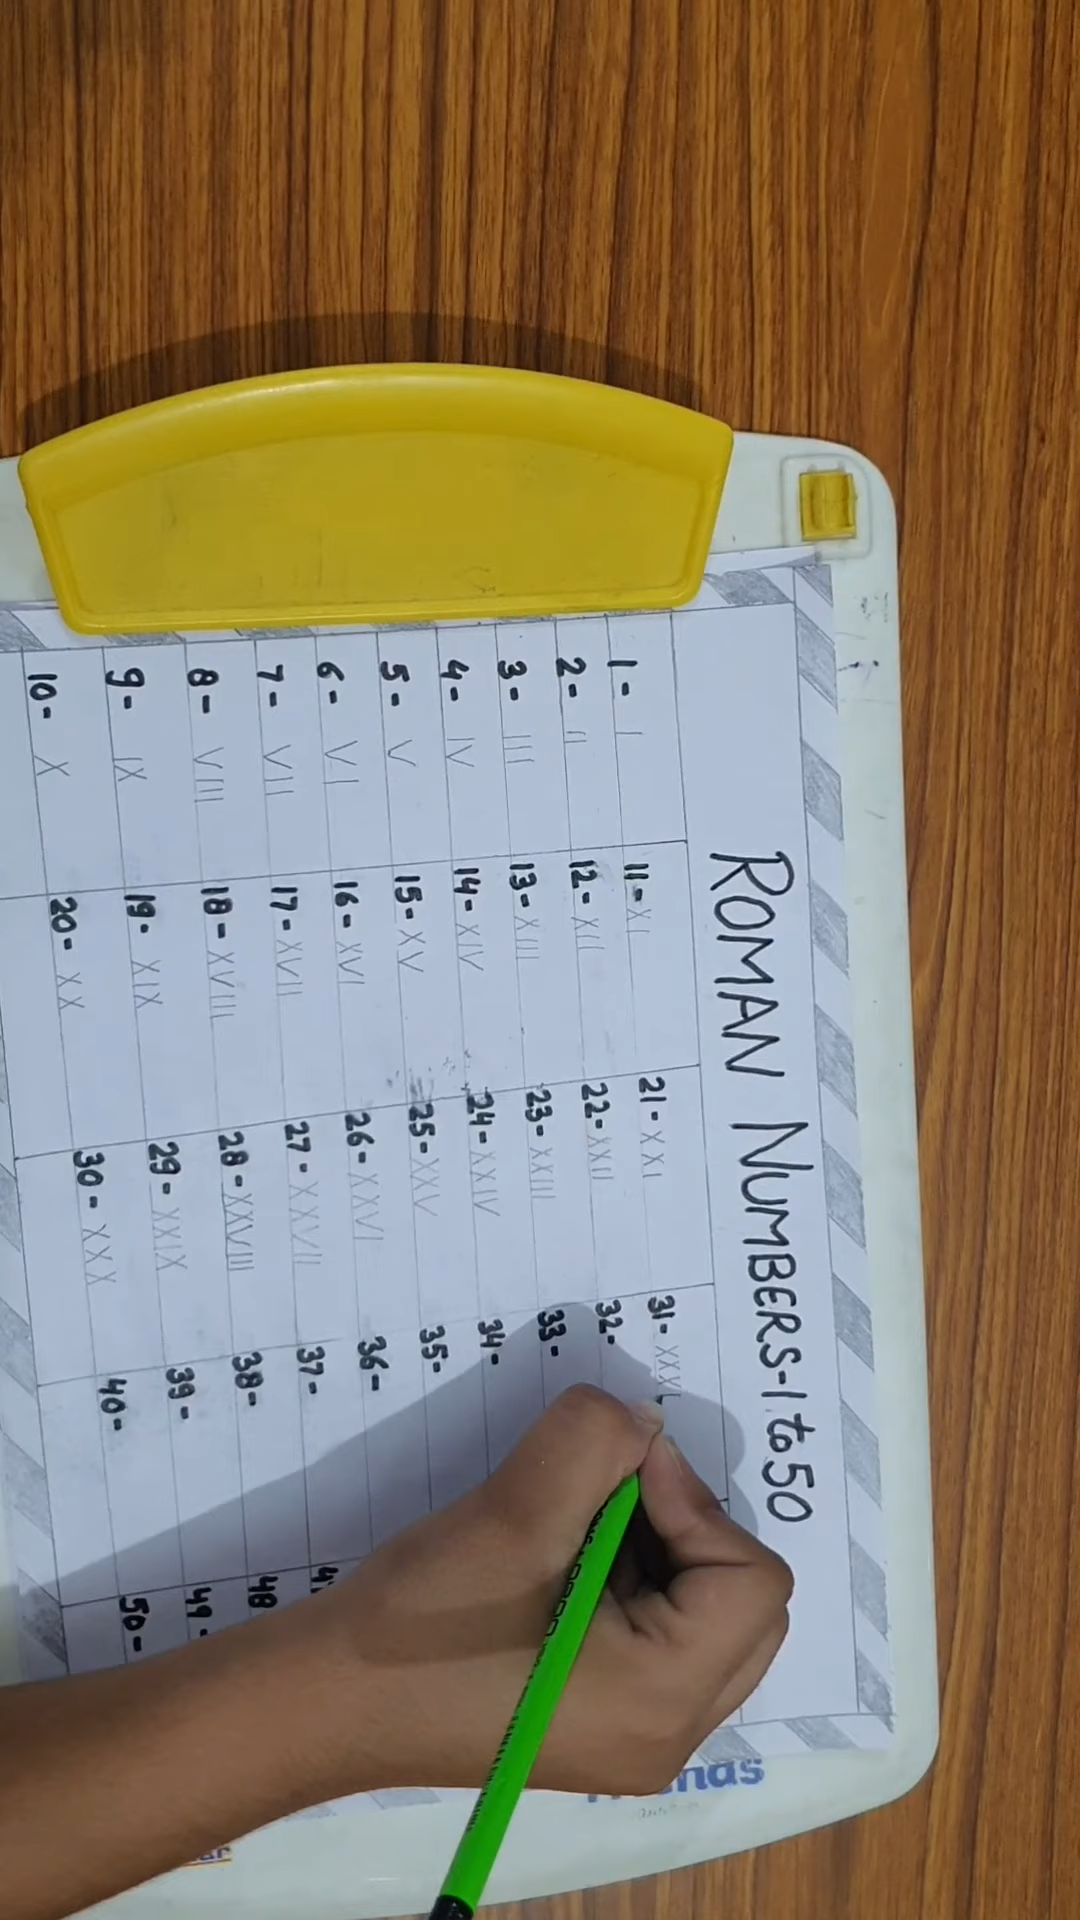 ROMAN NUMBERS-1 to 50
1 - I
2 - II
3 - III
4 - IV
5 - V
6 - VI
7 - VII
8 - VIII
9 - IX
10 - X
11 - XI
12 - XII
13 - XIII
14 - XIV
15 - XV
16 - XVI
17 - XVII
18 - XVIII
19 - XIX
20 - XX
21 - XXI
22 - XXII
23 - XXIII
24 - XXIV
25 - XXV
26 - XXVI
27 - XXVII
28 - XXVIII
29 - XXIX
30 - XXX
31 - XXXI
32 -
33 -
34 -
35 -
36 -
37 -
38 -
39 -
40 -
48
49 -
50 -